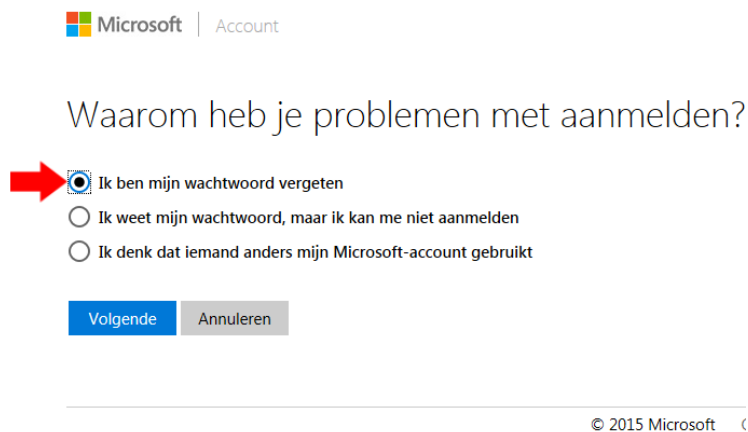 Microsoft | Account
Waarom heb je problemen met aanmelden?
Ik ben mijn wachtwoord vergeten
Ik weet mijn wachtwoord, maar ik kan me niet aanmelden
Ik denk dat iemand anders mijn Microsoft-account gebruikt
Volgende Annuleren
© 2015 Microsoft